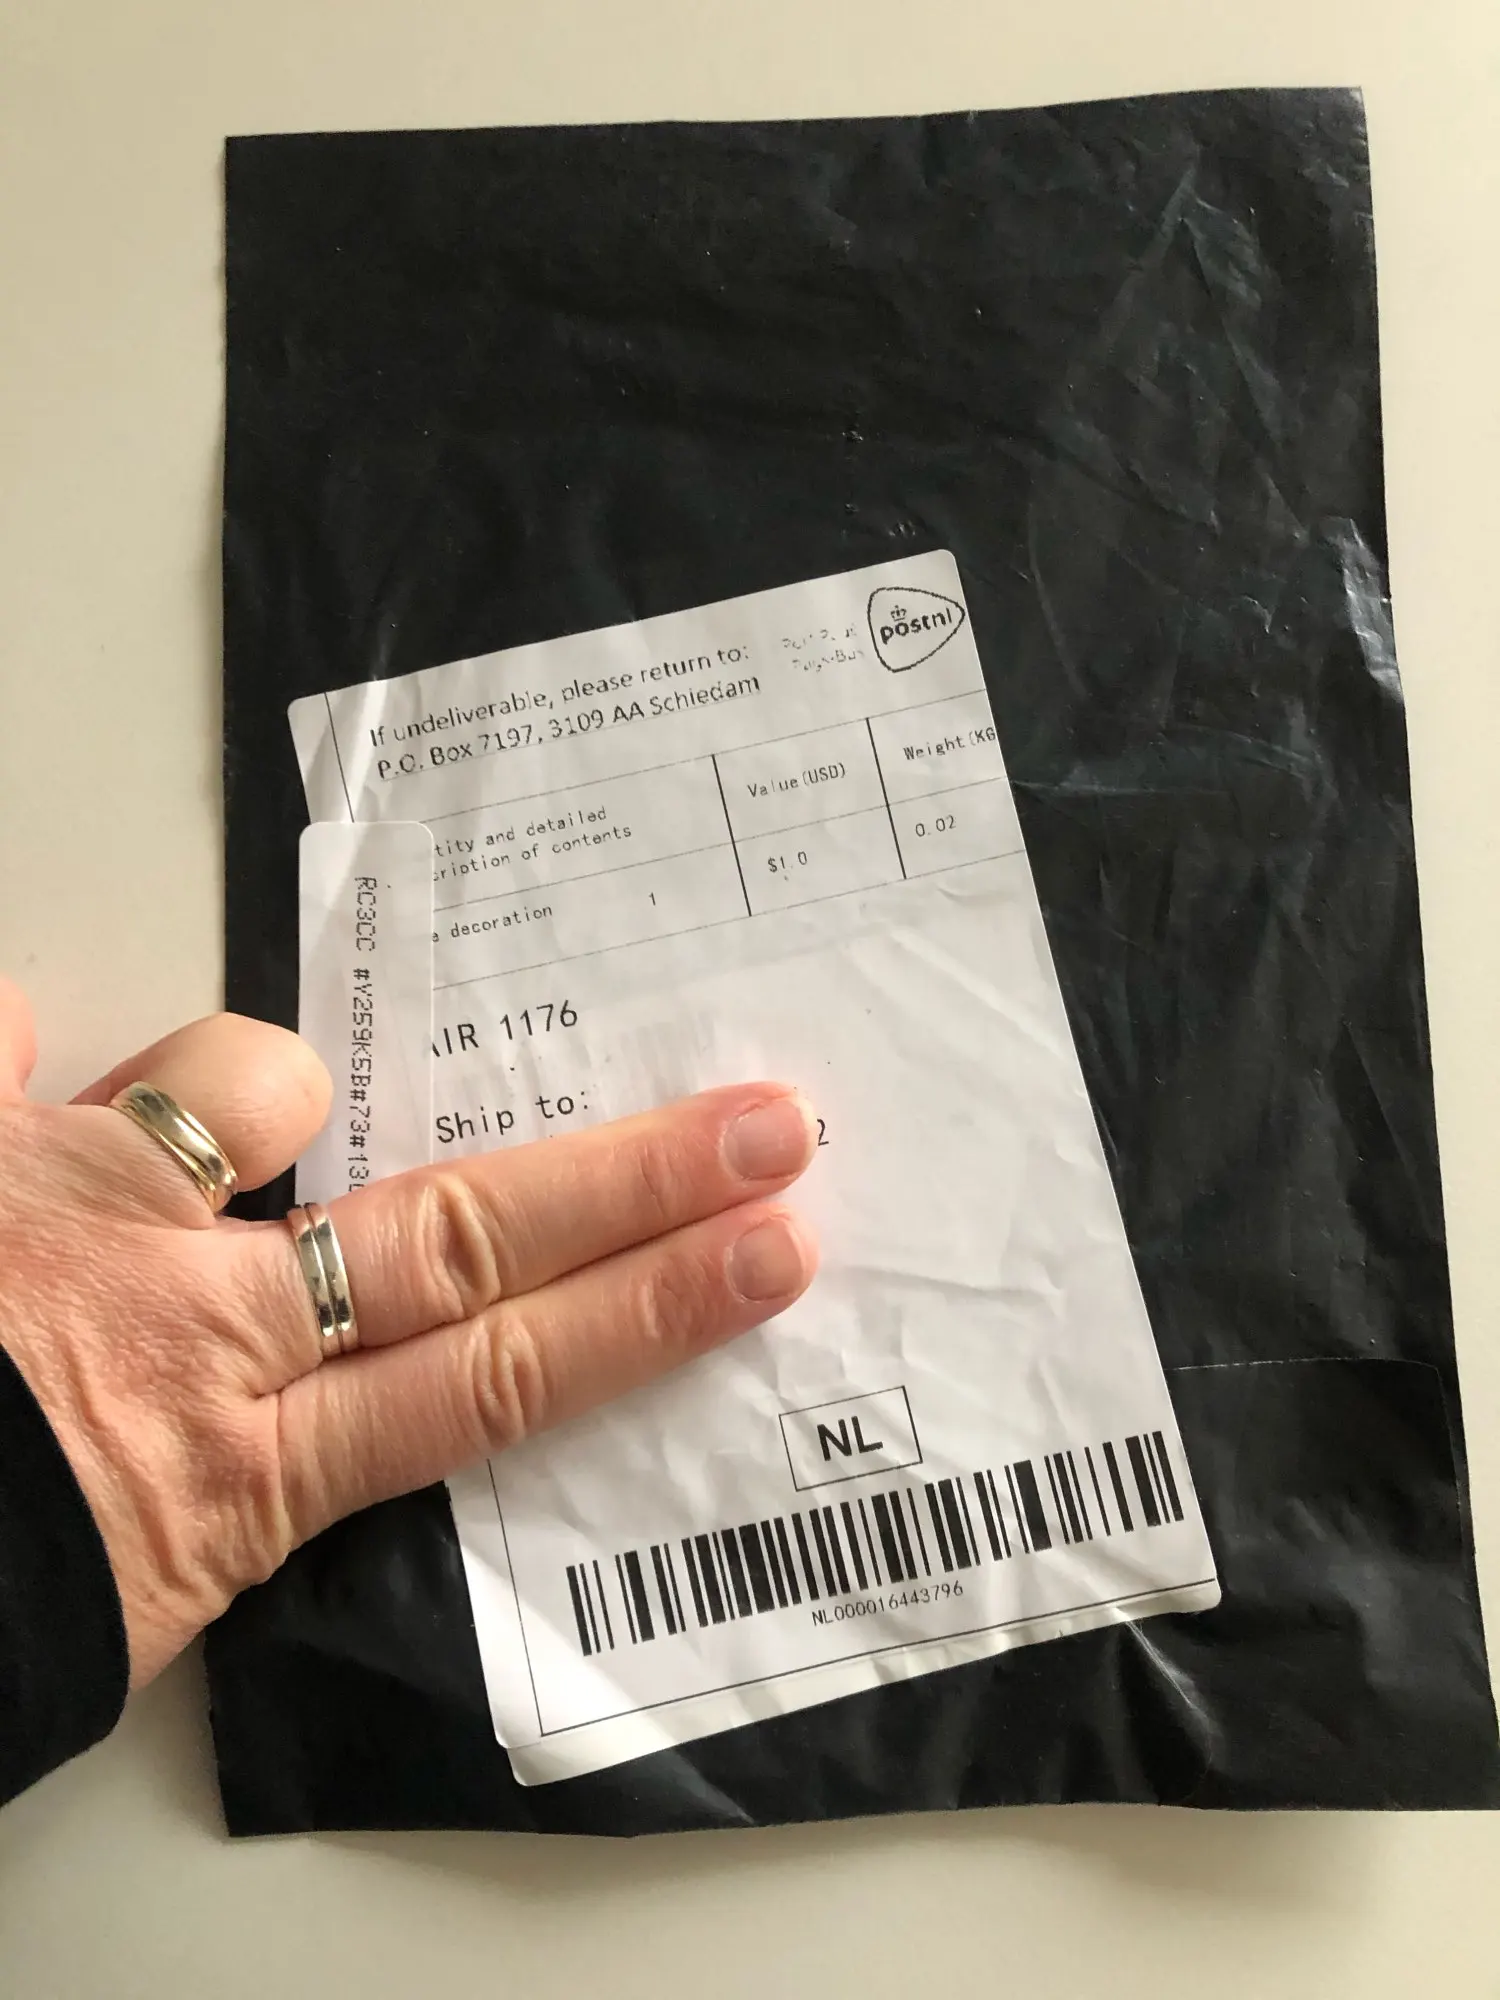 If undeliverable, please return to:
P.O. Box 7197, 3109 AA Schiedam
postnl
tity and detailed
cription of contents
Value(USD)
Weight(KG
e decoration 1
$1.0
0.02
AIR 1176
Ship to:
2
RC3CC #Y259K5B#73#13
NL
NL000016443796